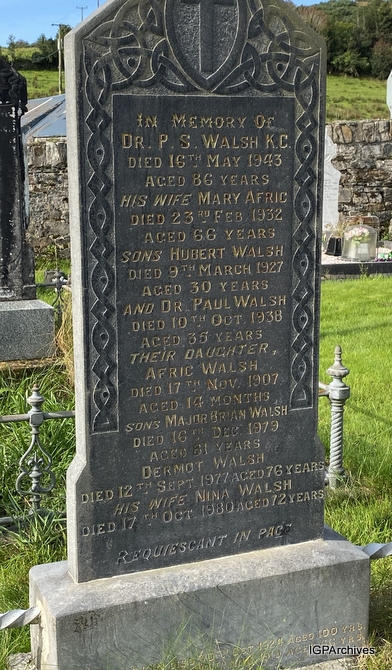 IN MEMORY OF
DR. P. S. WALSH K.C.
DIED 16TH MAY 1943
AGED 86 YEARS
HIS WIFE MARY AFRIC
DIED 23RD FEB. 1932
AGED 66 YEARS
SONS HUBERT WALSH
DIED 9TH MARCH 1927
AGED 30 YEARS
AND DR. PAUL WALSH
DIED 10TH OCT. 1938
AGED 35 YEARS
THEIR DAUGHTER,
AFRIC WALSH
DIED 17TH NOV. 1907
AGED 14 MONTHS
SONS MAJOR BRIAN WALSH
DIED 16TH DEC 1979
AGED 81 YEARS
DERMOT WALSH
DIED 12TH SEPT 1977 AGED 76 YEARS
HIS WIFE NINA WALSH
DIED 17TH OCT 1980 AGED 72 YEARS
REQUIESCANT IN PACE
OCT AGED 100 YRS
IGPArchives